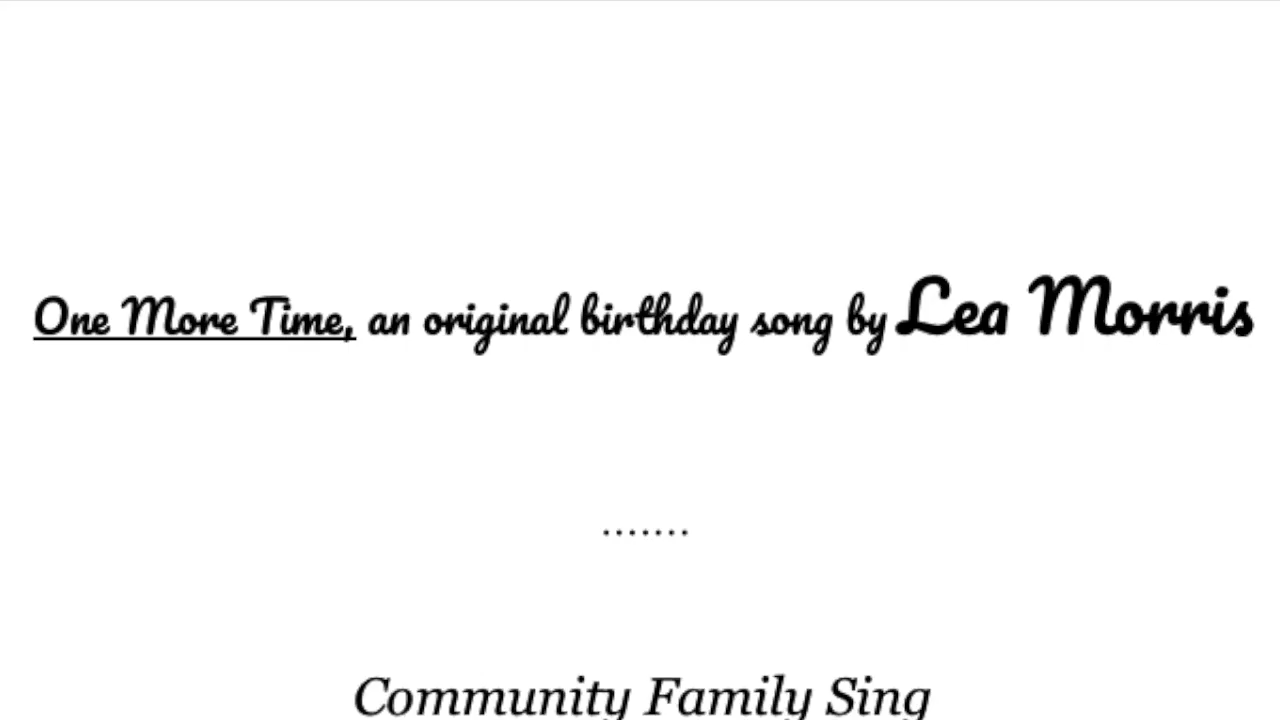 One More Time, an original birthday song by Lea Morris
.......
Community Family Sing